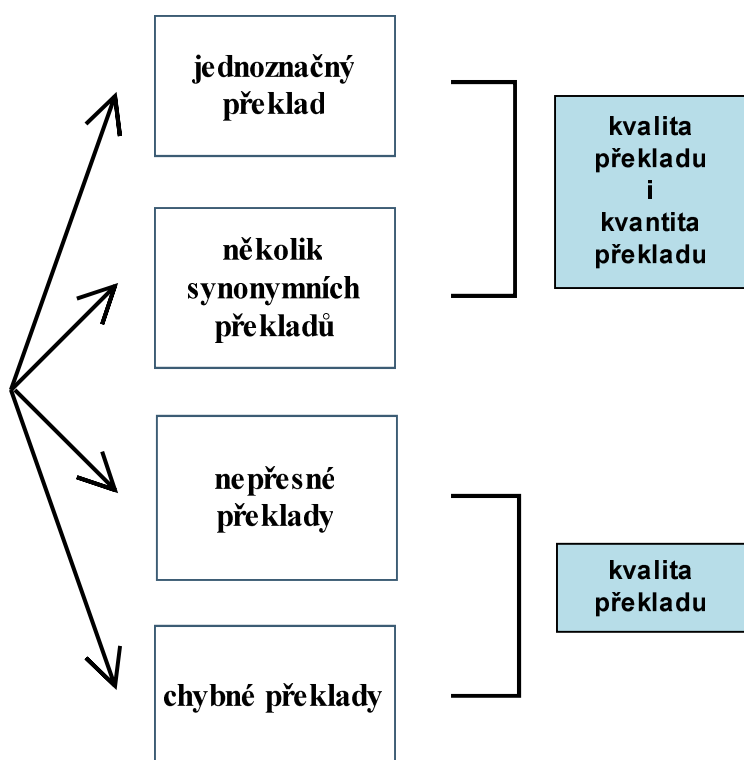 jednoznačný
překlad
několik
synonymních
překladů
nepřesné
překlady
chybné překlady
kvalita
překladu
i
kvantita
překladu
kvalita
překladu